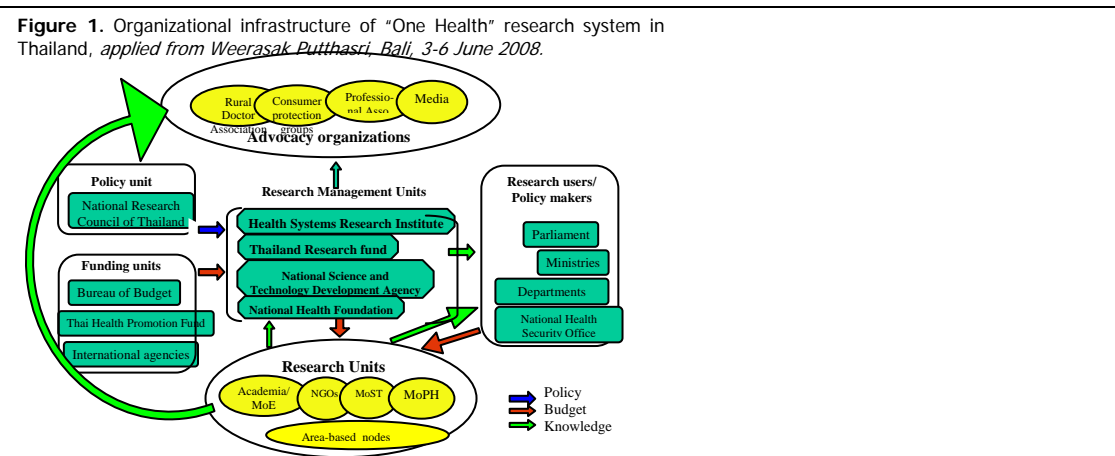 Figure 1. Organizational infrastructure of "One Health" research system in
Thailand, applied from Weerasak Putthasri, Bali, 3-6 June 2008.
Rural
Doctor
Association
Consumer
protection
groups
Professio-
nal Asso
Media
Advocacy organizations
Policy unit
National Research
Council of Thailand
Funding units
Bureau of Budget
Thai Health Promotion Fund
International agencies
Research Management Units
Health Systems Research Institute
Thailand Research fund
National Science and
Technology Development Agency
National Health Foundation
Research users/
Policy makers
Parliament
Ministries
Departments
National Health
Security Office
Research Units
Academia/
MoE
NGOs
MoST
MoPH
Area-based nodes
Policy
Budget
Knowledge